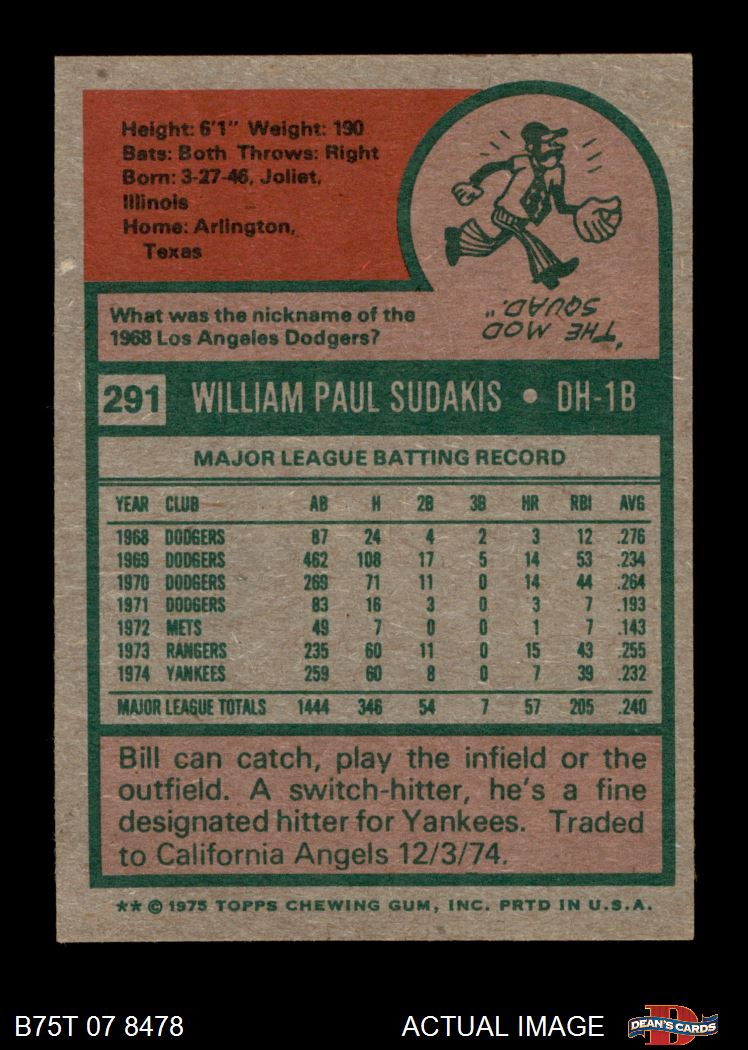 Height: 6'1" Weight: 190
Bats: Both Throws: Right
Born: 3-27-46, Joliet,
Illinois
Home: Arlington,
Texas
What was the nickname of the
1968 Los Angeles Dodgers?
"THE MOD
SQUAD."
291 WILLIAM PAUL SUDAKIS • DH-1B
MAJOR LEAGUE BATTING RECORD
YEAR CLUB AB H 2B 3B HR RBI AVG
1968 DODGERS 87 24 4 2 3 12 .276
1969 DODGERS 462 108 17 5 14 53 .234
1970 DODGERS 269 71 11 0 14 44 .264
1971 DODGERS 83 16 3 0 3 7 .193
1972 METS 49 7 0 0 1 7 .143
1973 RANGERS 235 60 11 0 15 43 .255
1974 YANKEES 259 60 8 0 7 39 .232
MAJOR LEAGUE TOTALS 1444 346 54 7 57 205 .240
Bill can catch, play the infield or the
outfield. A switch-hitter, he's a fine
designated hitter for Yankees. Traded
to California Angels 12/3/74.
** © 1975 TOPPS CHEWING GUM, INC. PRTD IN U.S.A.
B75T 07 8478 ACTUAL IMAGE D DEAN'S CARDS